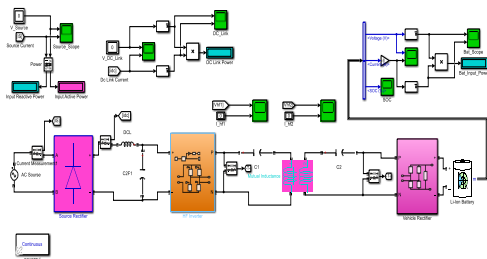 V_Source
Source Current
Source_Scope
Power
Input Reactive Power
Input Active Power
V_DC_Link
Dc Link Current
DC_Link
DC Link Power
<Voltage (V)>
SOC
Bat_Scope
Bat_Input_Power
I_M1
I_M2
Current Measurement
AC Source
Source Rectifier
DCL
C2F1
HF Inverter
C1
Mutual Inductance
C2
Vehicle Rectifier
Li-Ion Battery
Continuous